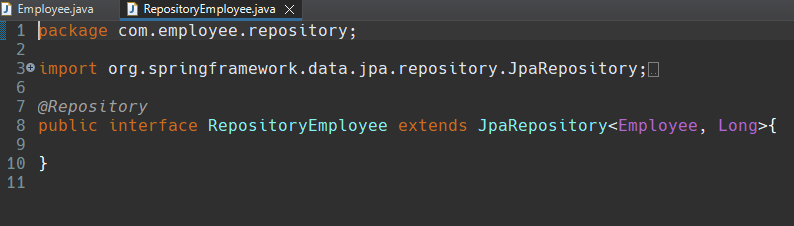 Employee.java
RepositoryEmployee.java
1 package com.employee.repository;
2
3 import org.springframework.data.jpa.repository.JpaRepository;
6
7 @Repository
8 public interface RepositoryEmployee extends JpaRepository<Employee, Long>{
9
10 }
11